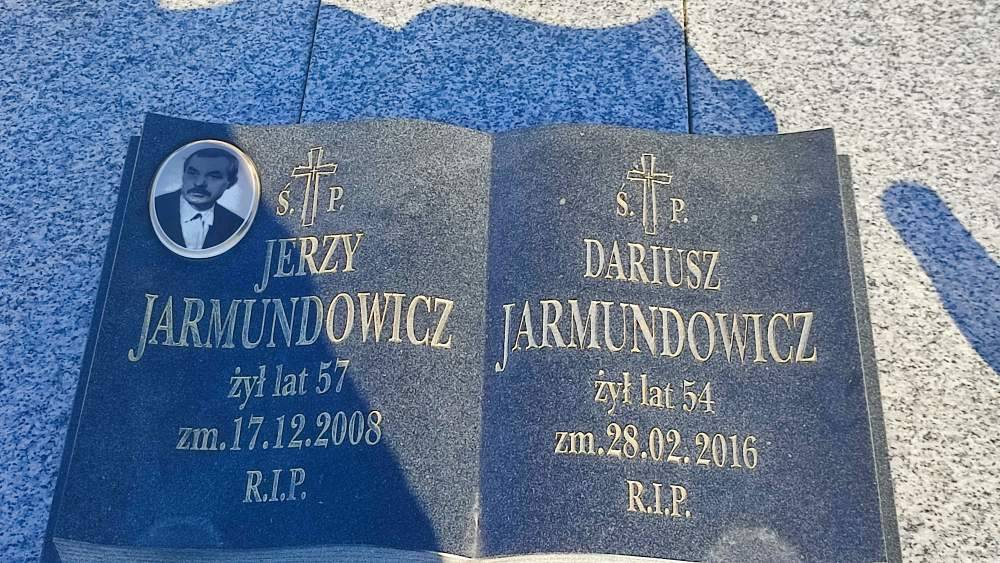 Ś. P.
JERZY
JARMUNDOWICZ
żył lat 57
zm.17.12.2008
R.I.P.
Ś. P.
DARIUSZ
JARMUNDOWICZ
żył lat 54
zm.28.02.2016
R.I.P.